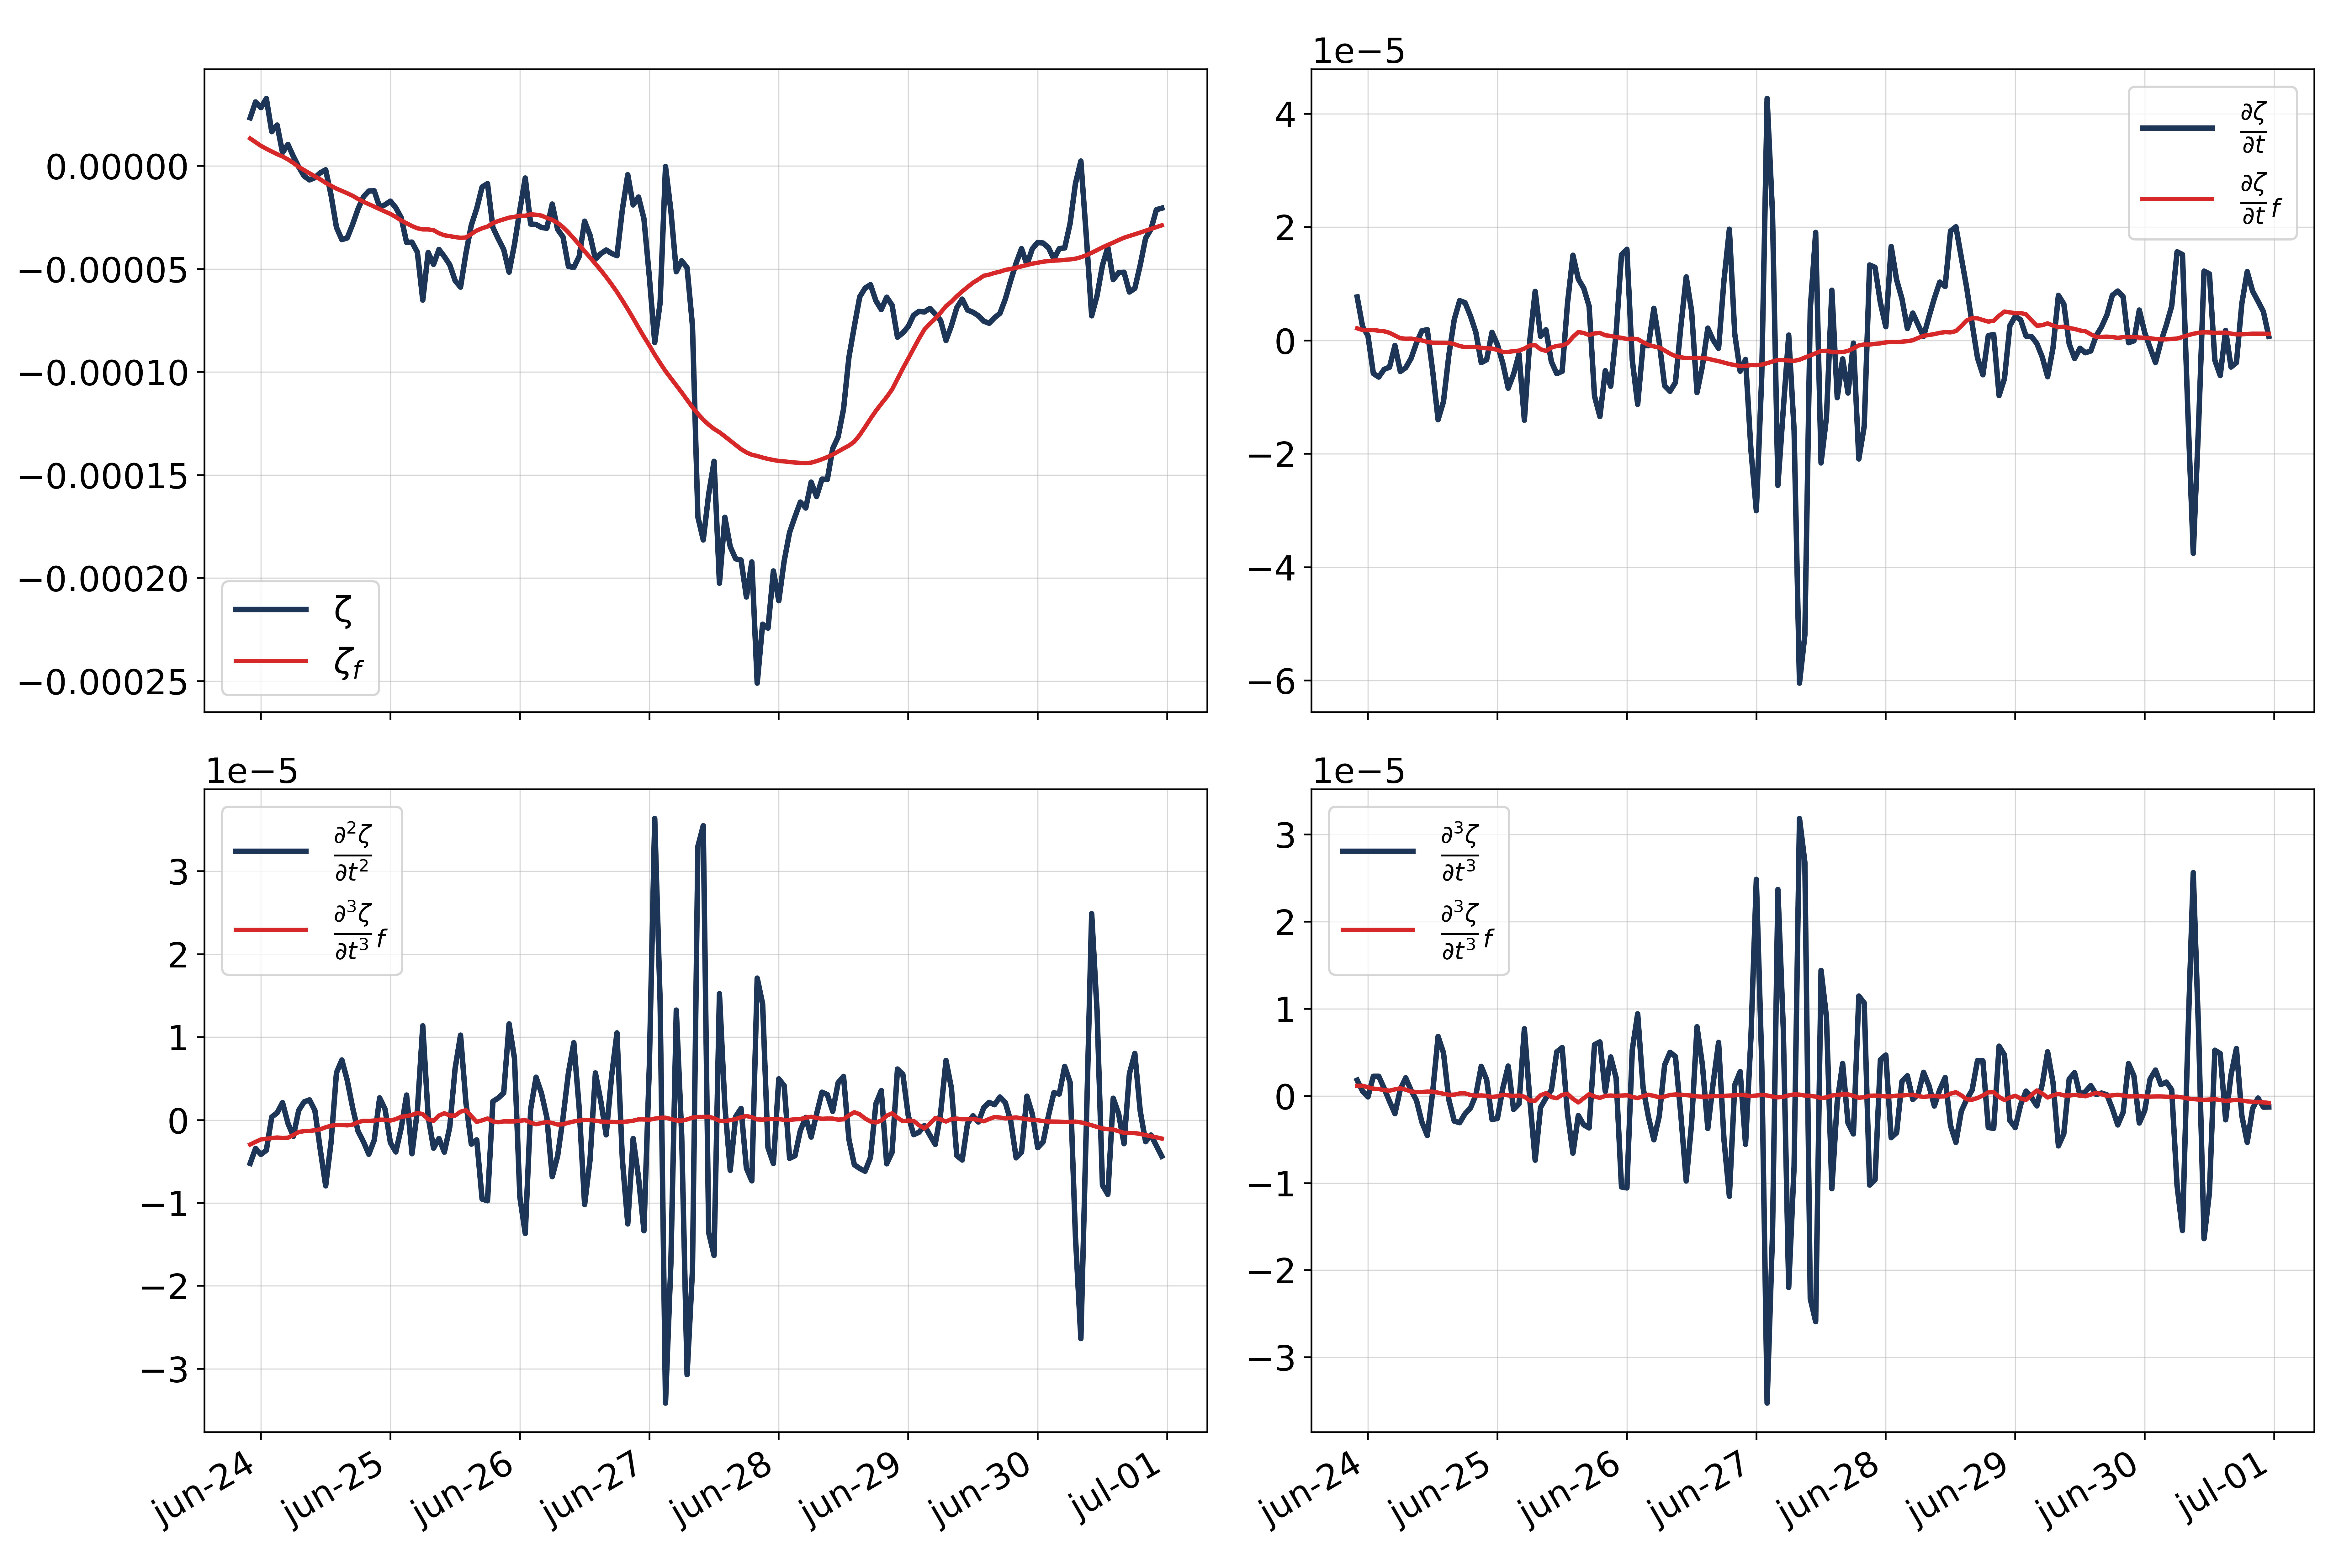 0.00000
−0.00005
−0.00010
−0.00015
−0.00020
−0.00025
ζ
ζ_f
1e−5
4
2
0
−2
−4
−6
∂ζ/∂t
∂ζ/∂t f
1e−5
3
2
1
0
−1
−2
−3
∂²ζ/∂t²
∂³ζ/∂t³ f
jun-24 jun-25 jun-26 jun-27 jun-28 jun-29 jun-30 jul-01
1e−5
3
2
1
0
−1
−2
−3
∂³ζ/∂t³
∂³ζ/∂t³ f
jun-24 jun-25 jun-26 jun-27 jun-28 jun-29 jun-30 jul-01